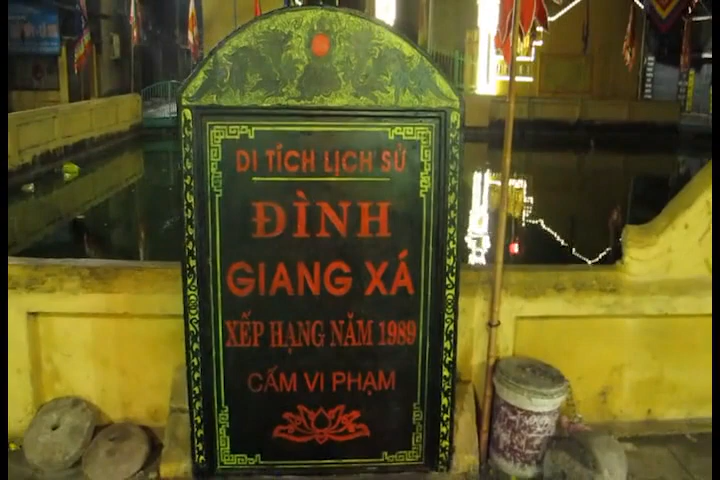 DI TÍCH LỊCH SỬ
ĐÌNH
GIANG XÁ
XẾP HẠNG NĂM 1989
CẤM VI PHẠM